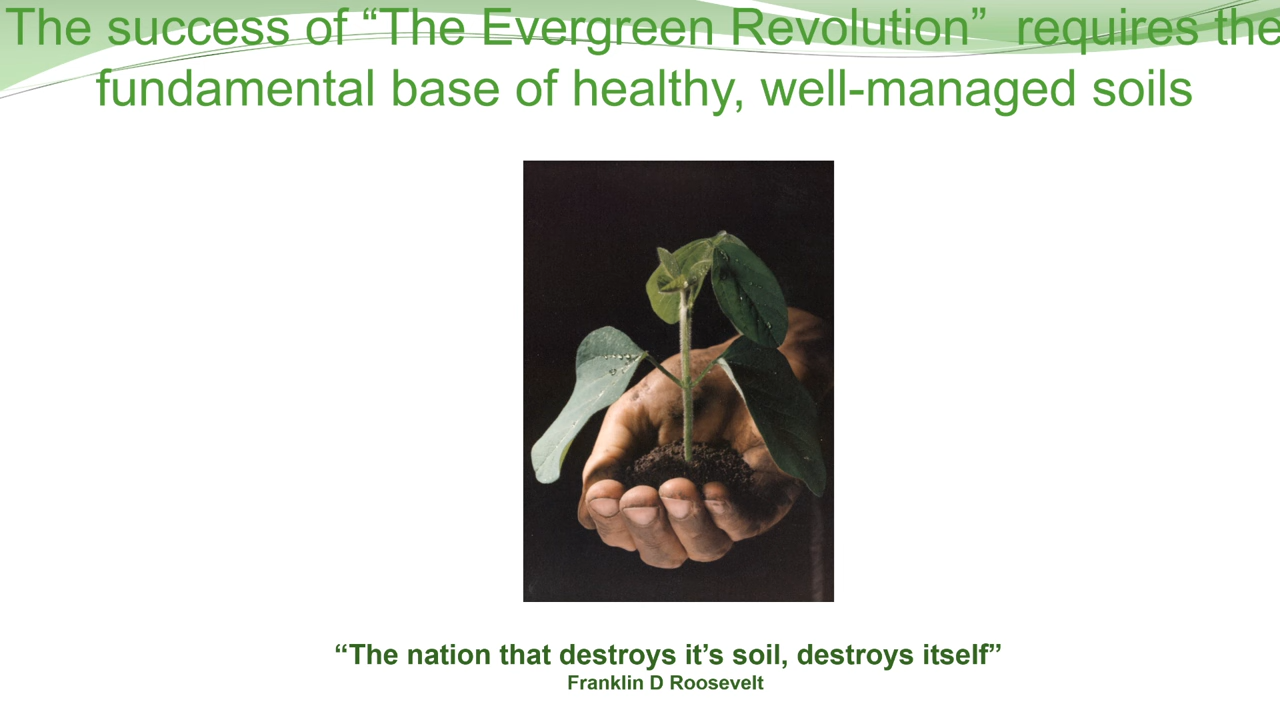 The success of “The Evergreen Revolution”  requires the
fundamental base of healthy, well-managed soils
“The nation that destroys it’s soil, destroys itself”
Franklin D Roosevelt